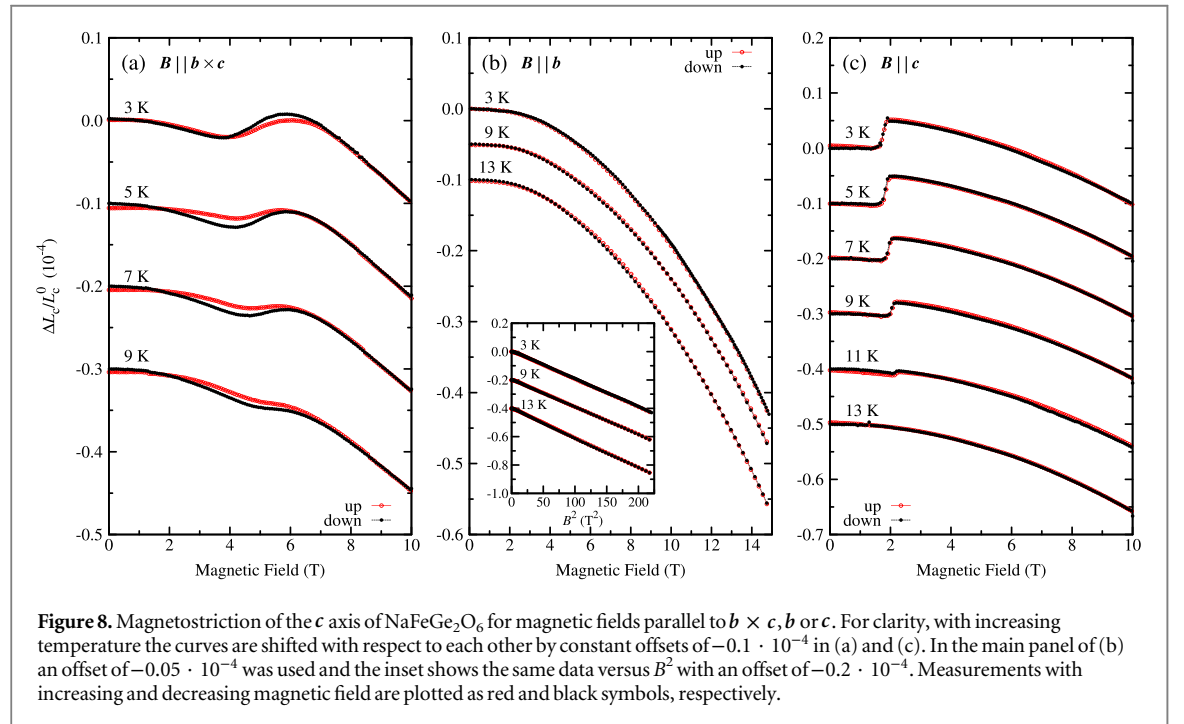 ΔL_c/L_c^0 (10^-4)
(a) B || b × c
0.1
0.0
-0.1
-0.2
-0.3
-0.4
-0.5
3 K
5 K
7 K
9 K
up
down
0 2 4 6 8 10
Magnetic Field (T)
(b) B || b
up
down
0.1
0.0
-0.1
-0.2
-0.3
-0.4
-0.5
-0.6
3 K
9 K
13 K
0.2
0.0
-0.2
-0.4
-0.6
-0.8
-1.0
3 K
9 K
13 K
0 50 100 150 200
B² (T²)
0 2 4 6 8 10 12 14
Magnetic Field (T)
(c) B || c
0.2
0.1
0.0
-0.1
-0.2
-0.3
-0.4
-0.5
-0.6
-0.7
3 K
5 K
7 K
9 K
11 K
13 K
up
down
0 2 4 6 8 10
Magnetic Field (T)
Figure 8. Magnetostriction of the c axis of NaFeGe₂O₆ for magnetic fields parallel to b × c, b or c. For clarity, with increasing
temperature the curves are shifted with respect to each other by constant offsets of −0.1 · 10⁻⁴ in (a) and (c). In the main panel of (b)
an offset of −0.05 · 10⁻⁴ was used and the inset shows the same data versus B² with an offset of −0.2 · 10⁻⁴. Measurements with
increasing and decreasing magnetic field are plotted as red and black symbols, respectively.